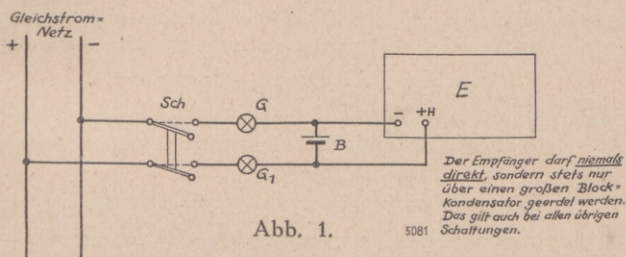 Gleichstrom=
Netz
+ -
Sch G E
- +H
B
G1
Der Empfänger darf niemals
direkt, sondern stets nur
über einen großen Block=
Kondensator geerdet werden.
Das gilt auch bei allen übrigen
Schaltungen.
Abb. 1.
5081